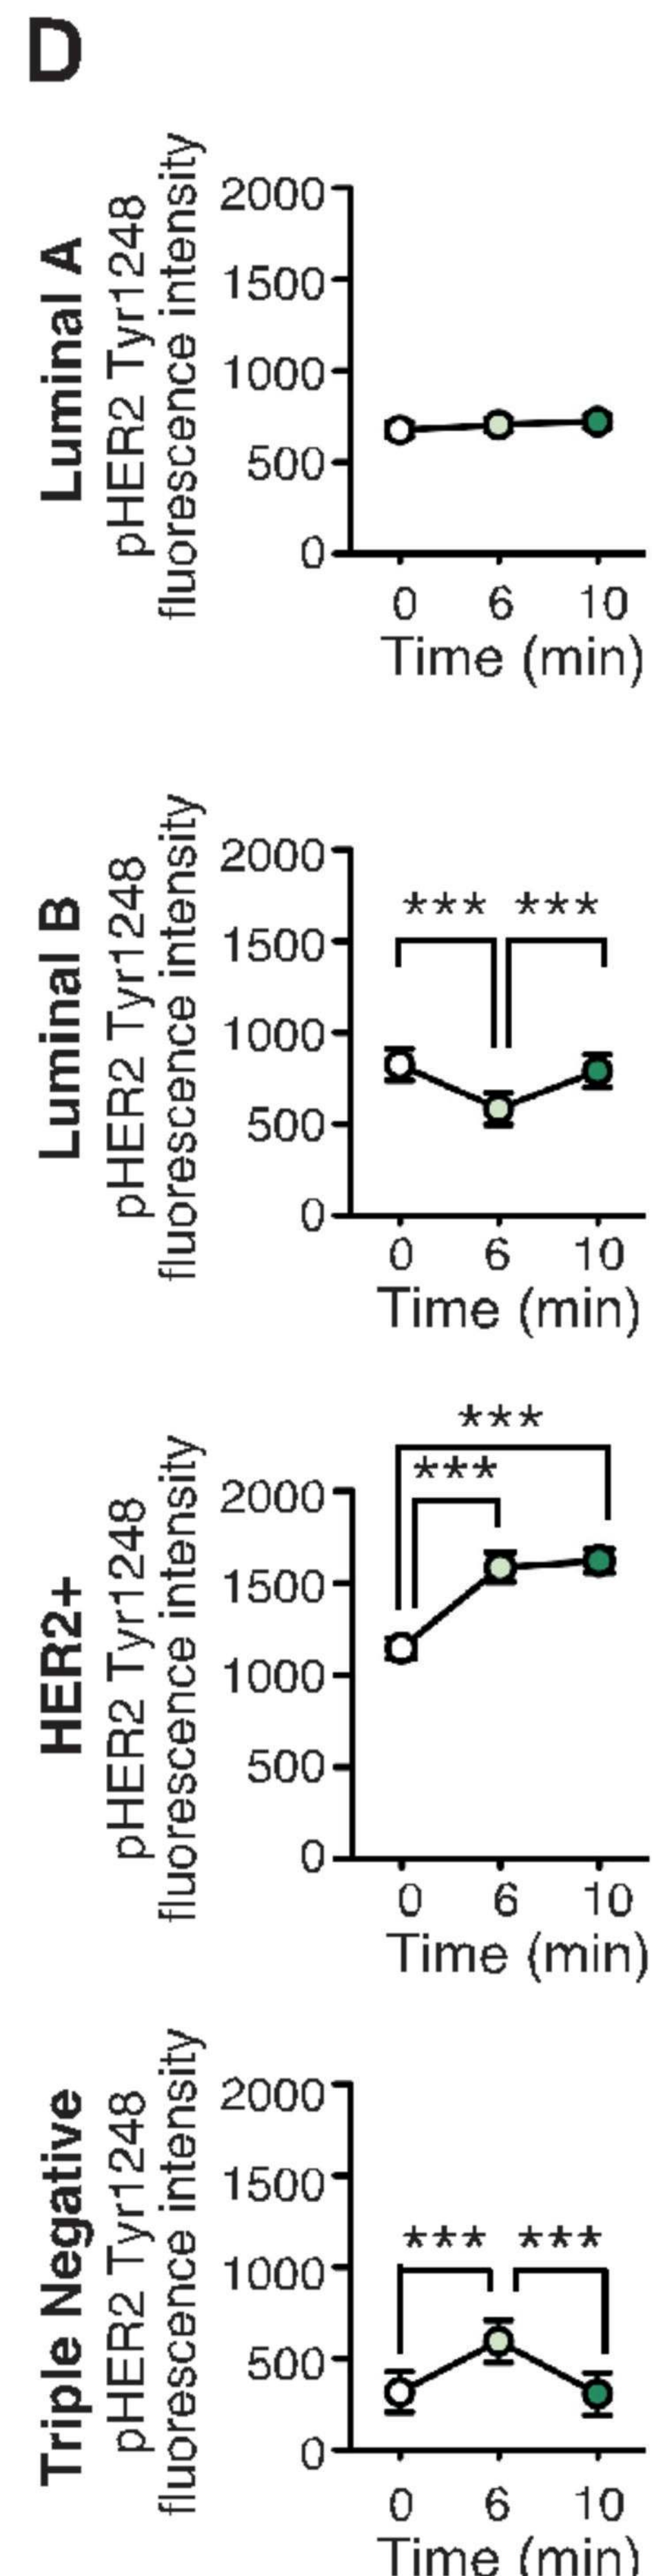 D
Luminal A
pHER2 Tyr1248
fluorescence intensity
2000
1500
1000
500
0
0 6 10
Time (min)
Luminal B
pHER2 Tyr1248
fluorescence intensity
2000
1500
1000
500
0
*** ***
0 6 10
Time (min)
HER2+
pHER2 Tyr1248
fluorescence intensity
***
***
2000
1500
1000
500
0
0 6 10
Time (min)
Triple Negative
pHER2 Tyr1248
fluorescence intensity
2000
1500
1000
500
0
*** ***
0 6 10
Time (min)